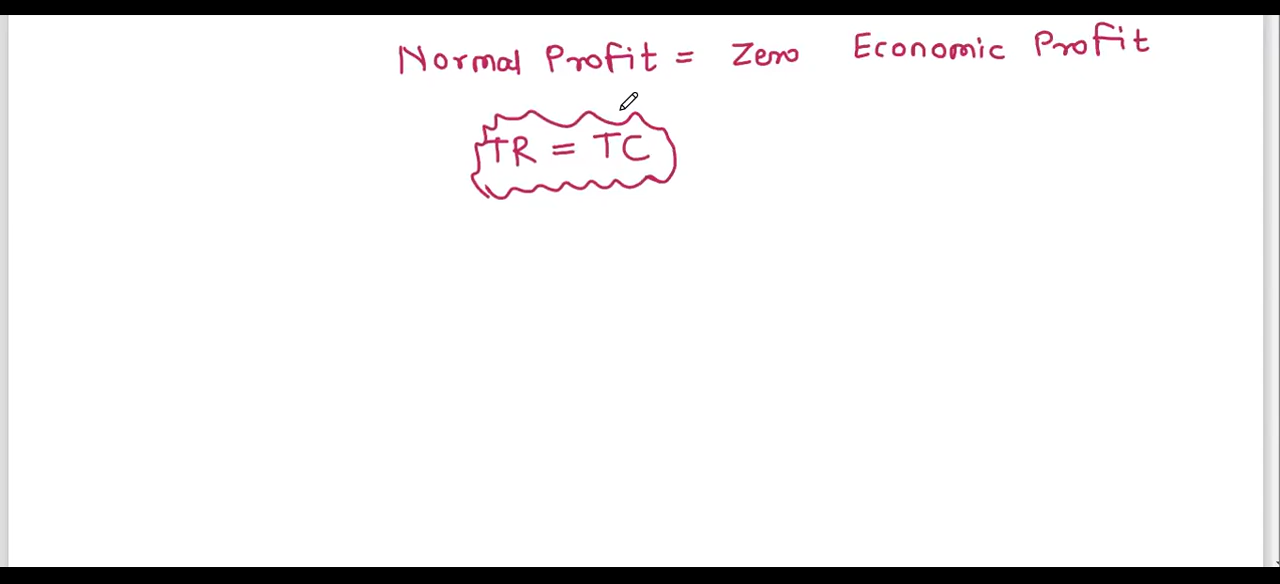 Normal Profit = Zero Economic Profit
TR = TC